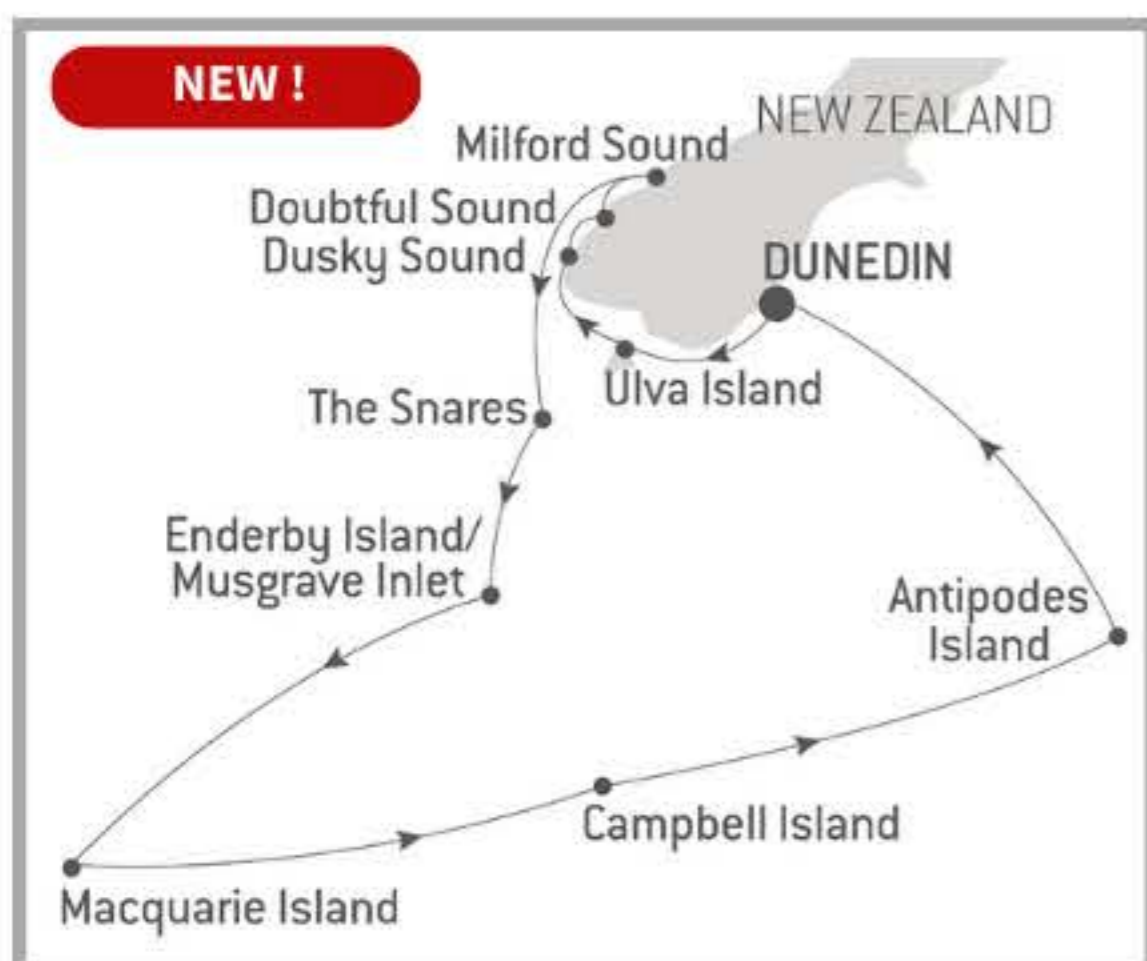 NEW !
NEW ZEALAND
Milford Sound
Doubtful Sound
Dusky Sound
DUNEDIN
Ulva Island
The Snares
Enderby Island/
Musgrave Inlet
Antipodes
Island
Campbell Island
Macquarie Island